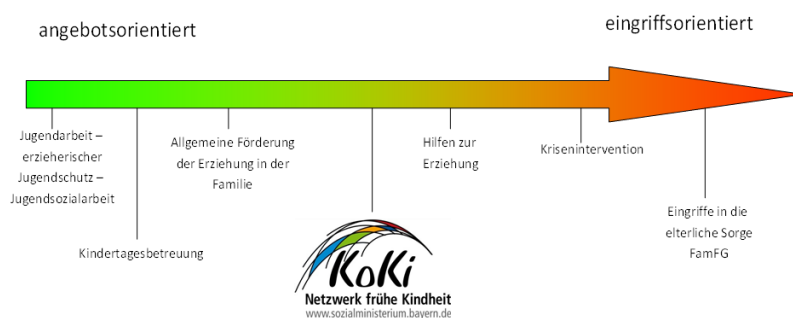 angebotsorientiert
eingriffsorientiert
Jugendarbeit –
erzieherischer
Jugendschutz –
Jugendsozialarbeit
Kindertagesbetreuung
Allgemeine Förderung
der Erziehung in der
Familie
KoKi
Netzwerk frühe Kindheit
www.sozialministerium.bayern.de
Hilfen zur
Erziehung
Krisenintervention
Eingriffe in die
elterliche Sorge
FamFG